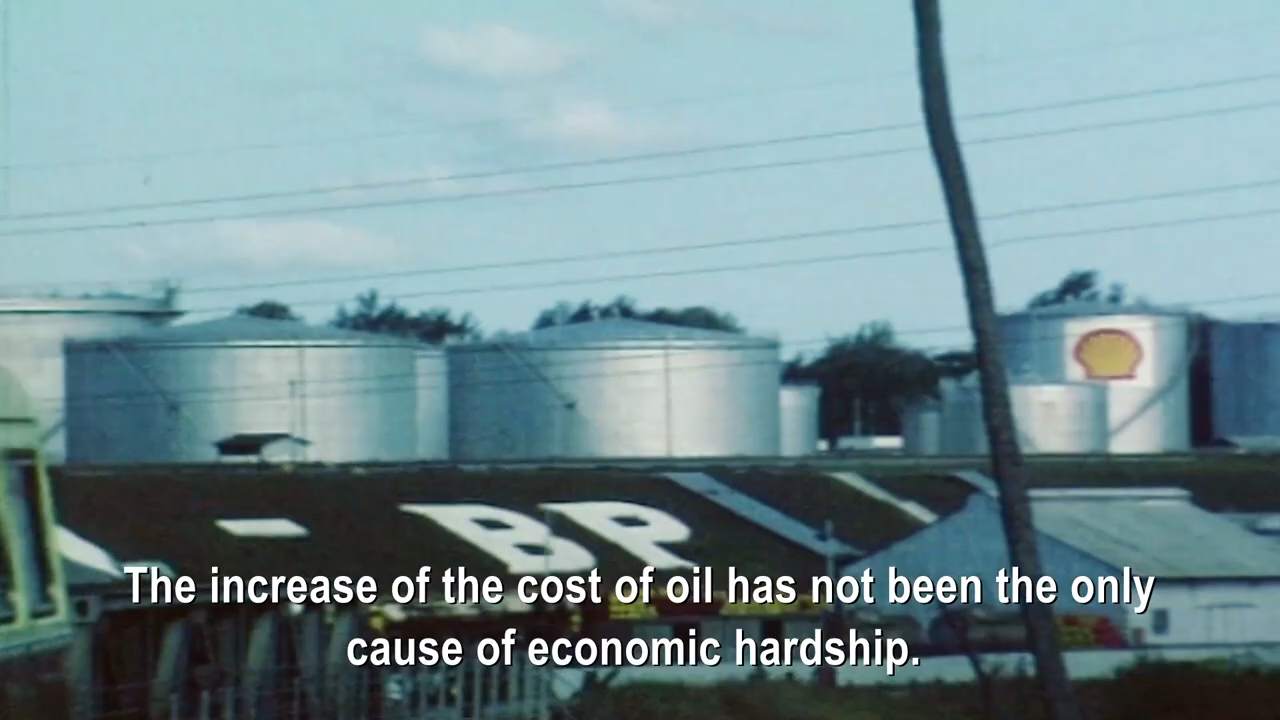 - BP
The increase of the cost of oil has not been the only
cause of economic hardship.